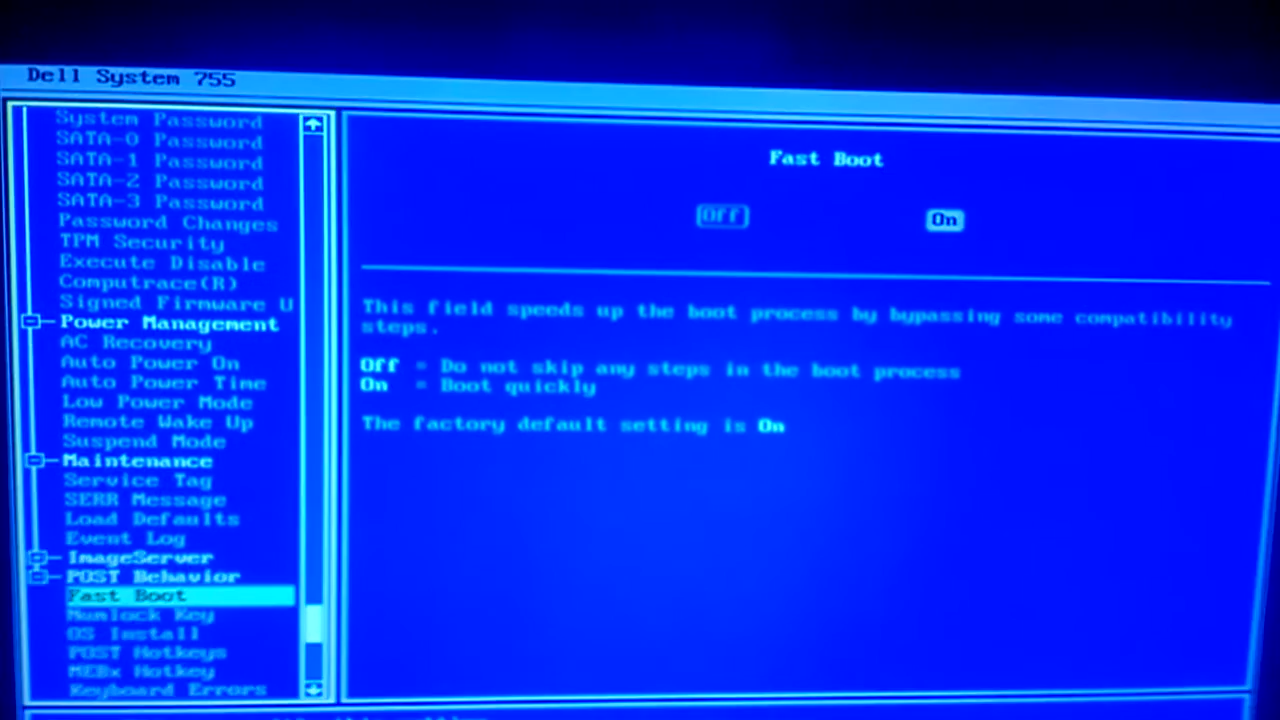 Dell System 755
System Password
SATA-0 Password
SATA-1 Password
SATA-2 Password
SATA-3 Password
Password Changes
TPM Security
Execute Disable
Computrace(R)
Signed Firmware U
Power Management
AC Recovery
Auto Power On
Auto Power Time
Low Power Mode
Remote Wake Up
Suspend Mode
Maintenance
Service Tag
SERR Message
Load Defaults
Event Log
ImageServer
POST Behavior
Fast Boot
Numlock Key
OS Install
POST Hotkeys
MEBx Hotkey
Keyboard Errors
Fast Boot
Off On
This field speeds up the boot process by bypassing some compatibility
steps.
Off = Do not skip any steps in the boot process
On = Boot quickly
The factory default setting is On